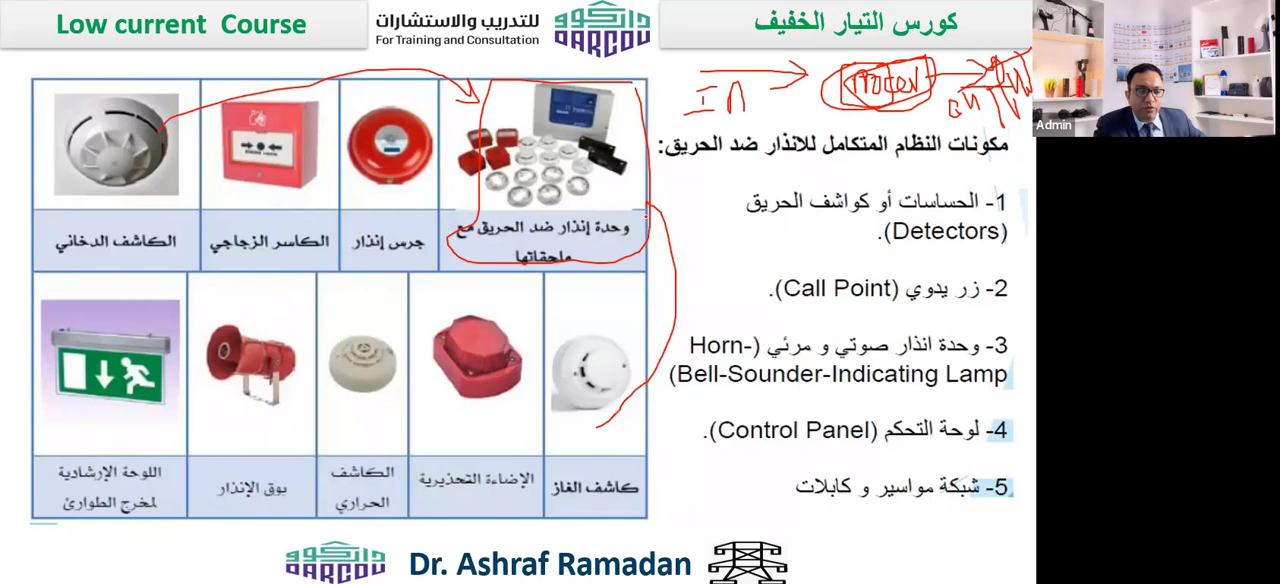 Low current Course
للتدريب والاستشارات
For Training and Consultation
داركو
DARCOU
كورس التيار الخفيف
IN
Admin
مكونات النظام المتكامل للانذار ضد الحريق:
1- الحساسات أو كواشف الحريق
(Detectors).
2- زر يدوي (Call Point).
3- وحدة انذار صوتي و مرئي (Horn-
Bell-Sounder-Indicating Lamp)
4- لوحة التحكم (Control Panel).
5- شبكة مواسير و كابلات
وحدة إنذار ضد الحريق مع
ملحقاتها
جرس إنذار
الكاسر الزجاجي
الكاشف الدخاني
كاشف الغاز
الإضاءة التحذيرية
الكاشف
الحراري
بوق الإنذار
اللوحة الإرشادية
لمخرج الطوارئ
داركو
DARCOU
Dr. Ashraf Ramadan